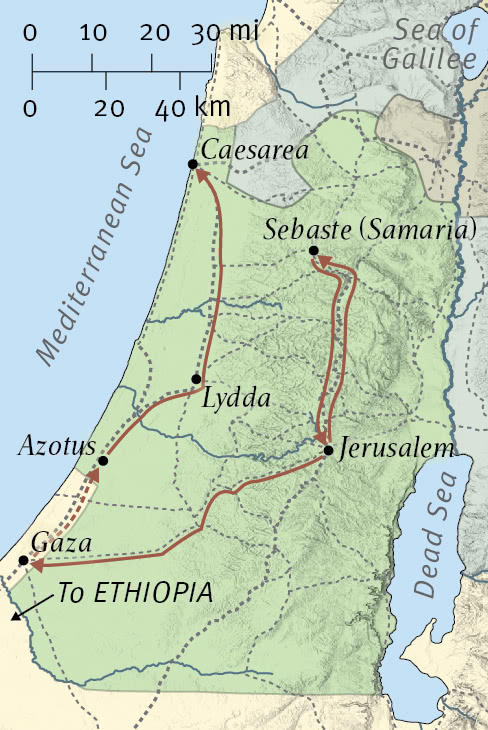 0 10 20 30 mi
0 20 40 km
Sea of
Galilee
Mediterranean Sea
Caesarea
Sebaste (Samaria)
Lydda
Azotus
Jerusalem
Gaza
Dead Sea
To ETHIOPIA